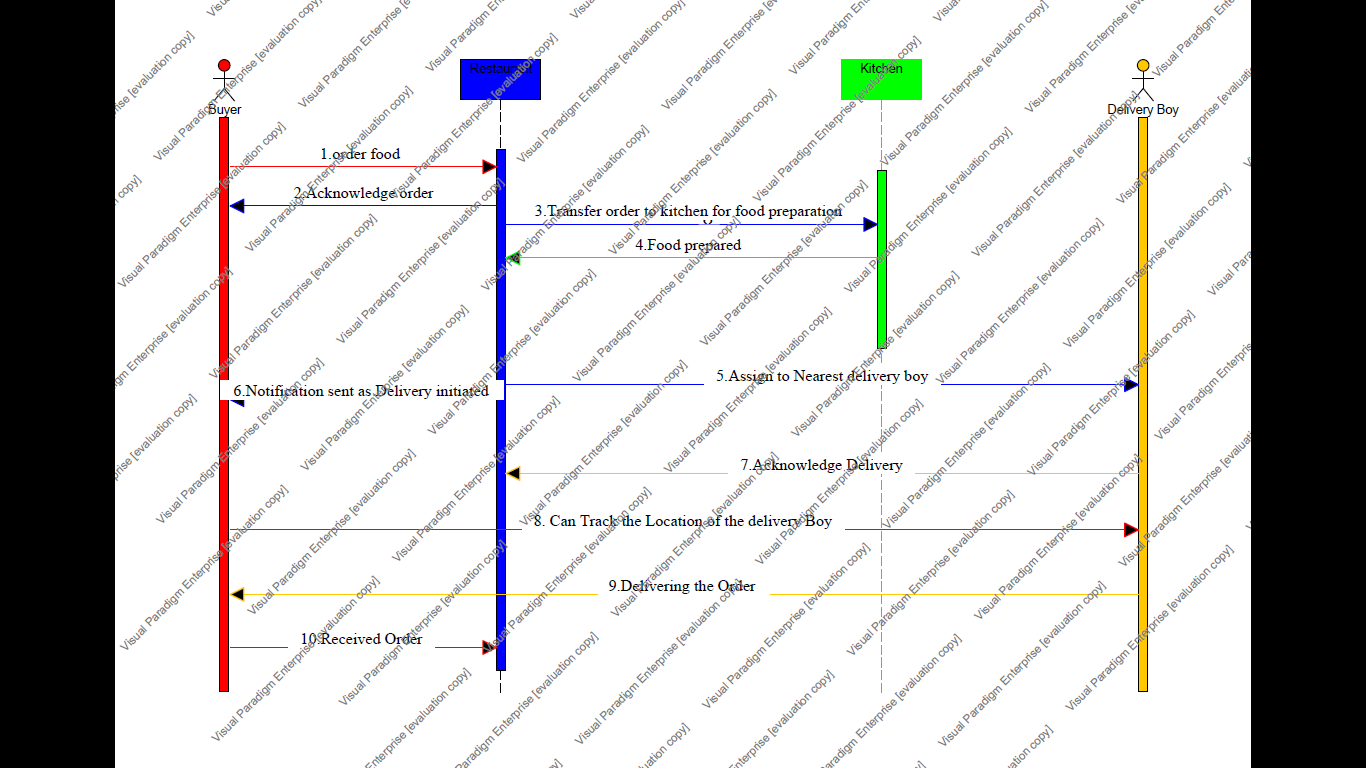 Restaurant
Kitchen
Buyer
Delivery Boy
1.order food
2.Acknowledge order
3.Transfer order to kitchen for food preparation
4.Food prepared
5.Assign to Nearest delivery boy
6.Notification sent as Delivery initiated
7.Acknowledge Delivery
8. Can Track the Location of the delivery Boy
9.Delivering the Order
10.Received Order
Visual Paradigm Enterprise [evaluation copy]